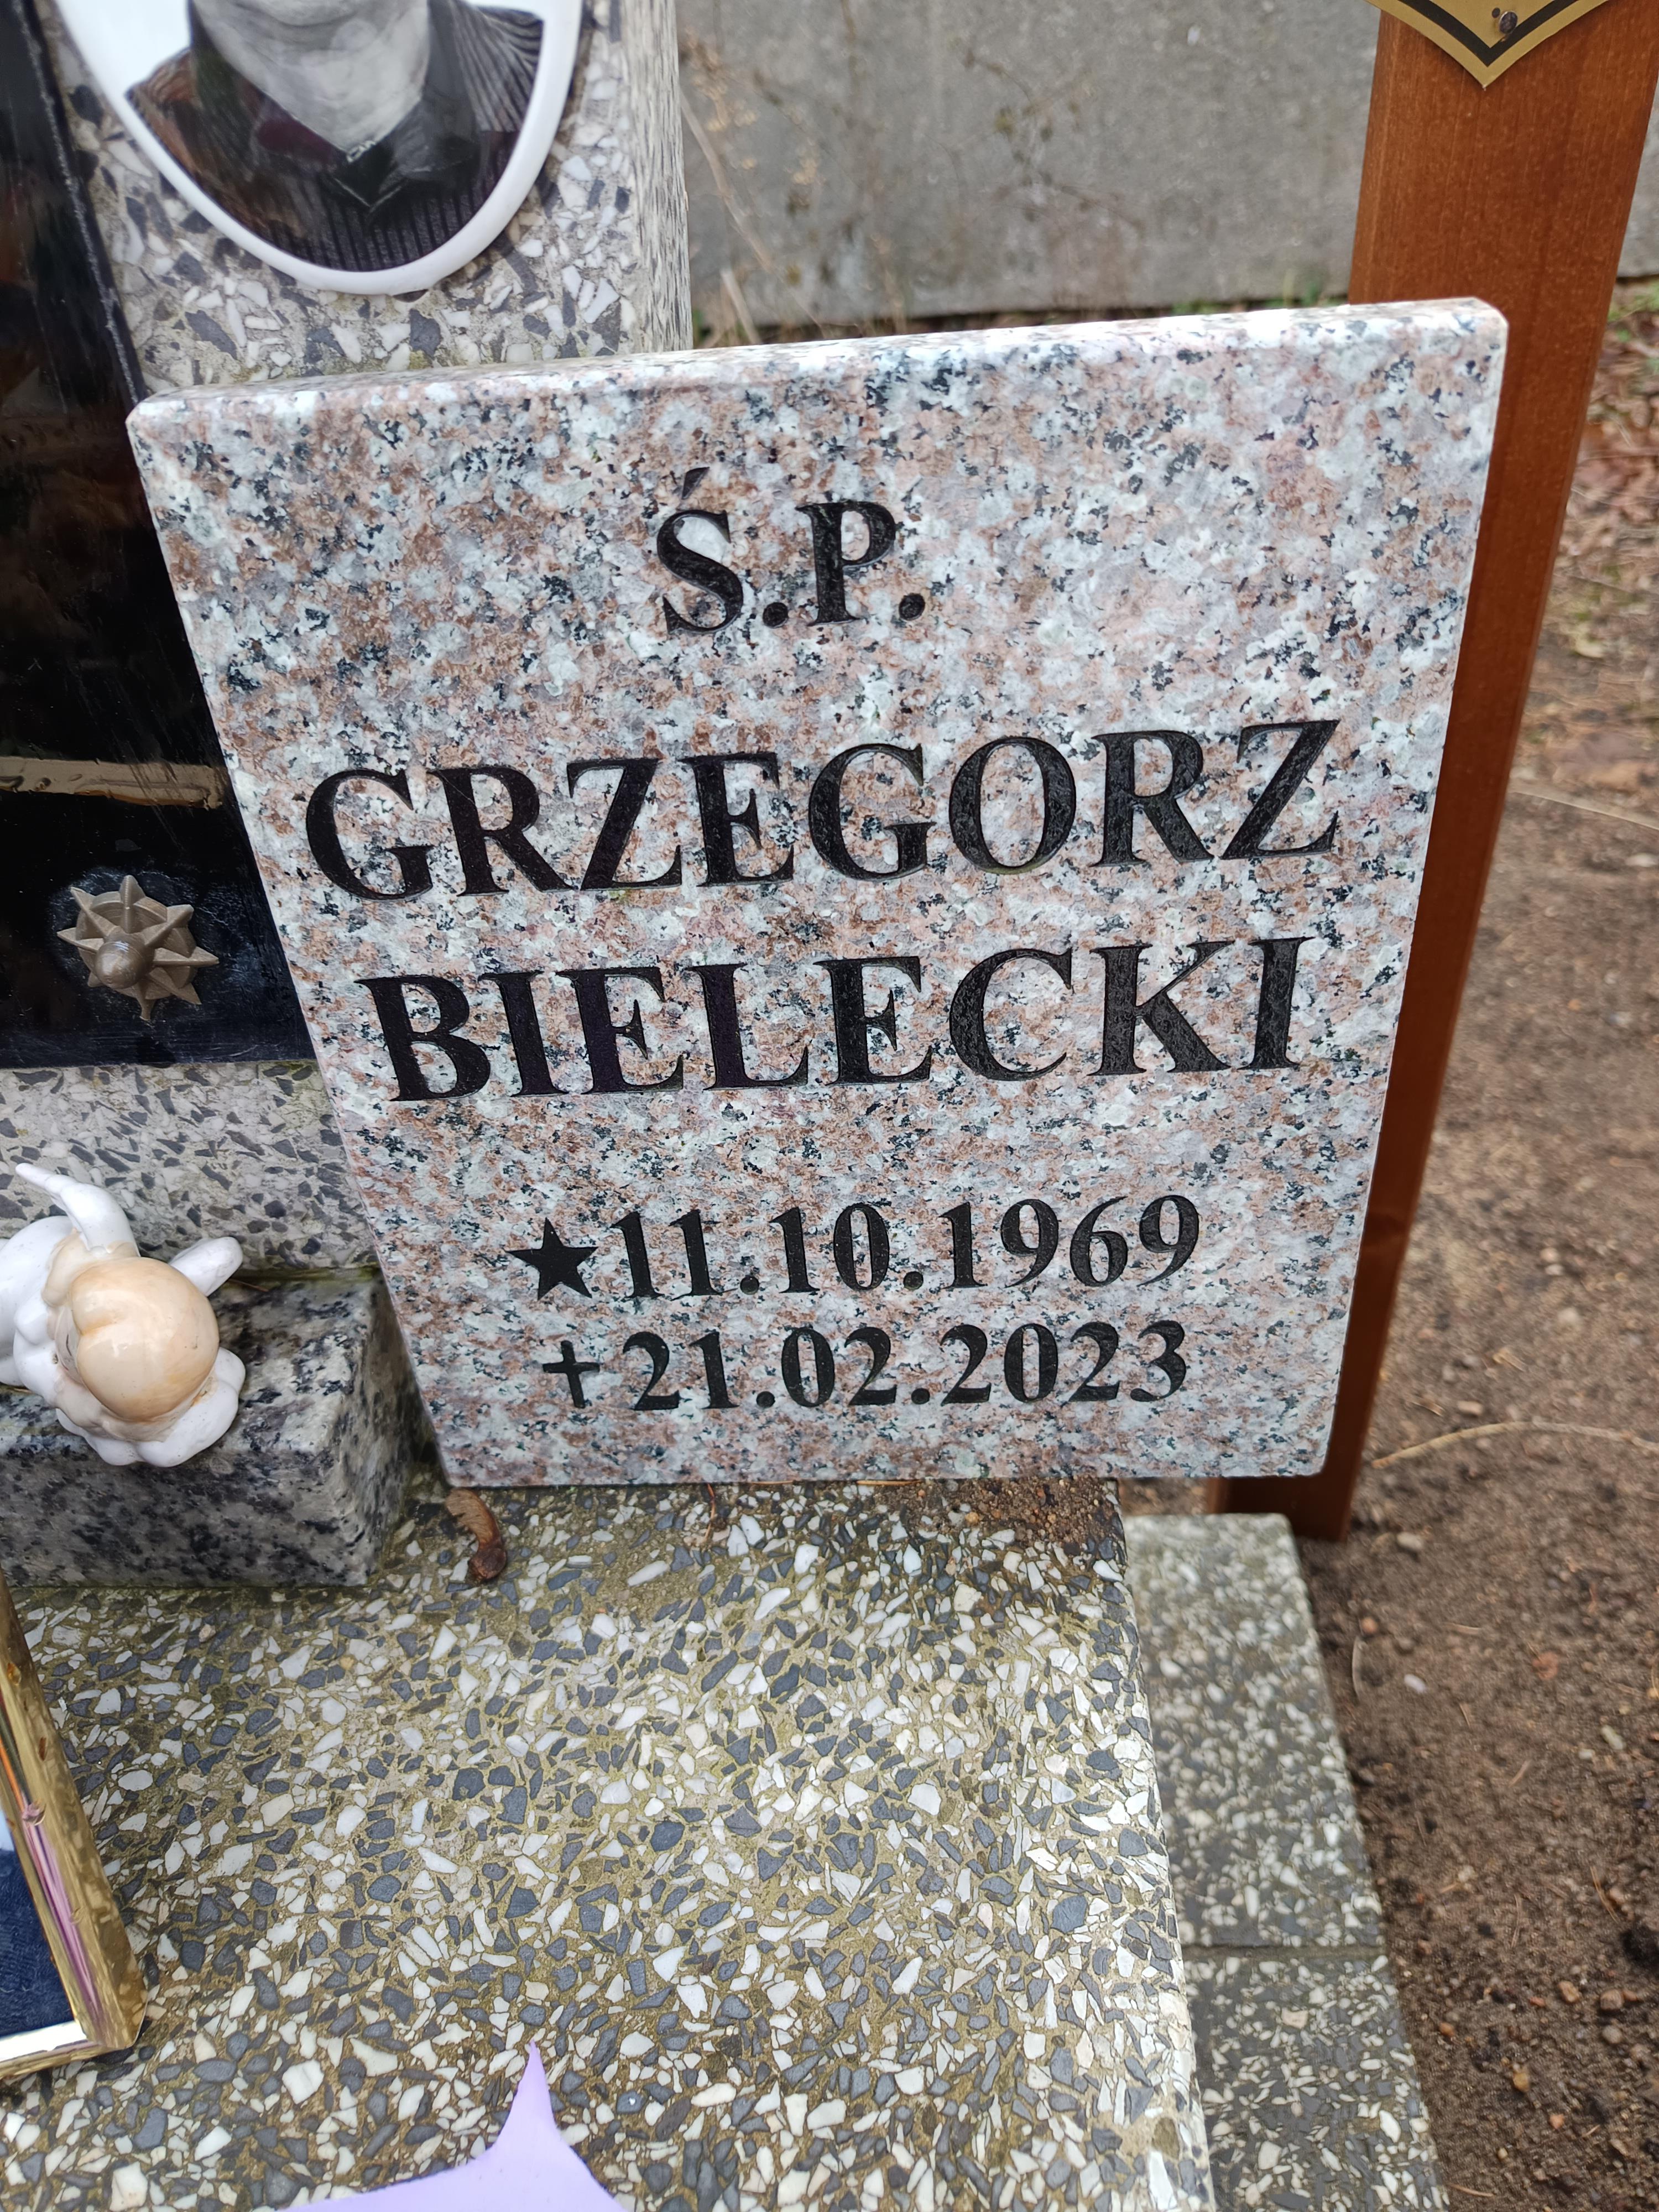 Ś.P.
GRZEGORZ
BIELECKI
★11.10.1969
✝21.02.2023